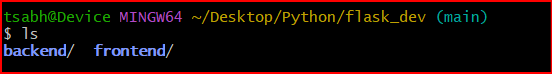 tsabh@Device MINGW64 ~/Desktop/Python/flask_dev (main)
$ ls
backend/  frontend/